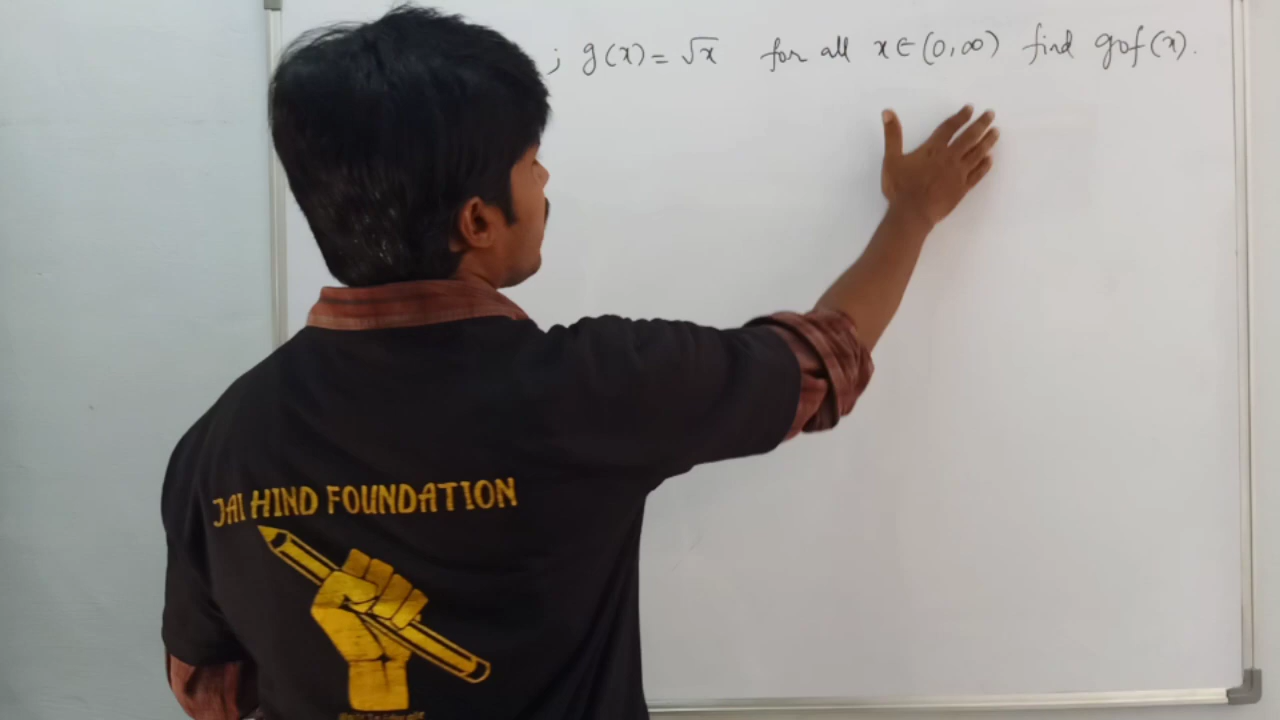 ; g(x) = √x for all x ∈ (0,∞) find gof(x).
JAI HIND FOUNDATION